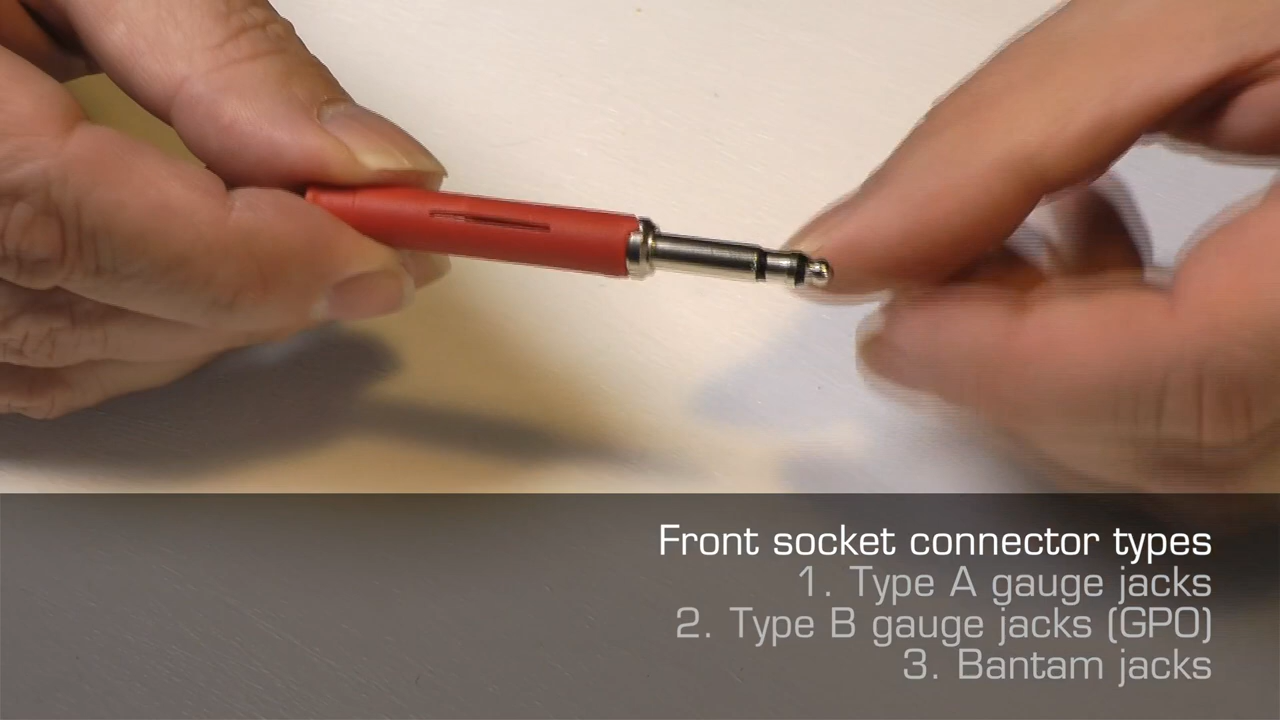 Front socket connector types
1. Type A gauge jacks
2. Type B gauge jacks (GPO)
3. Bantam jacks